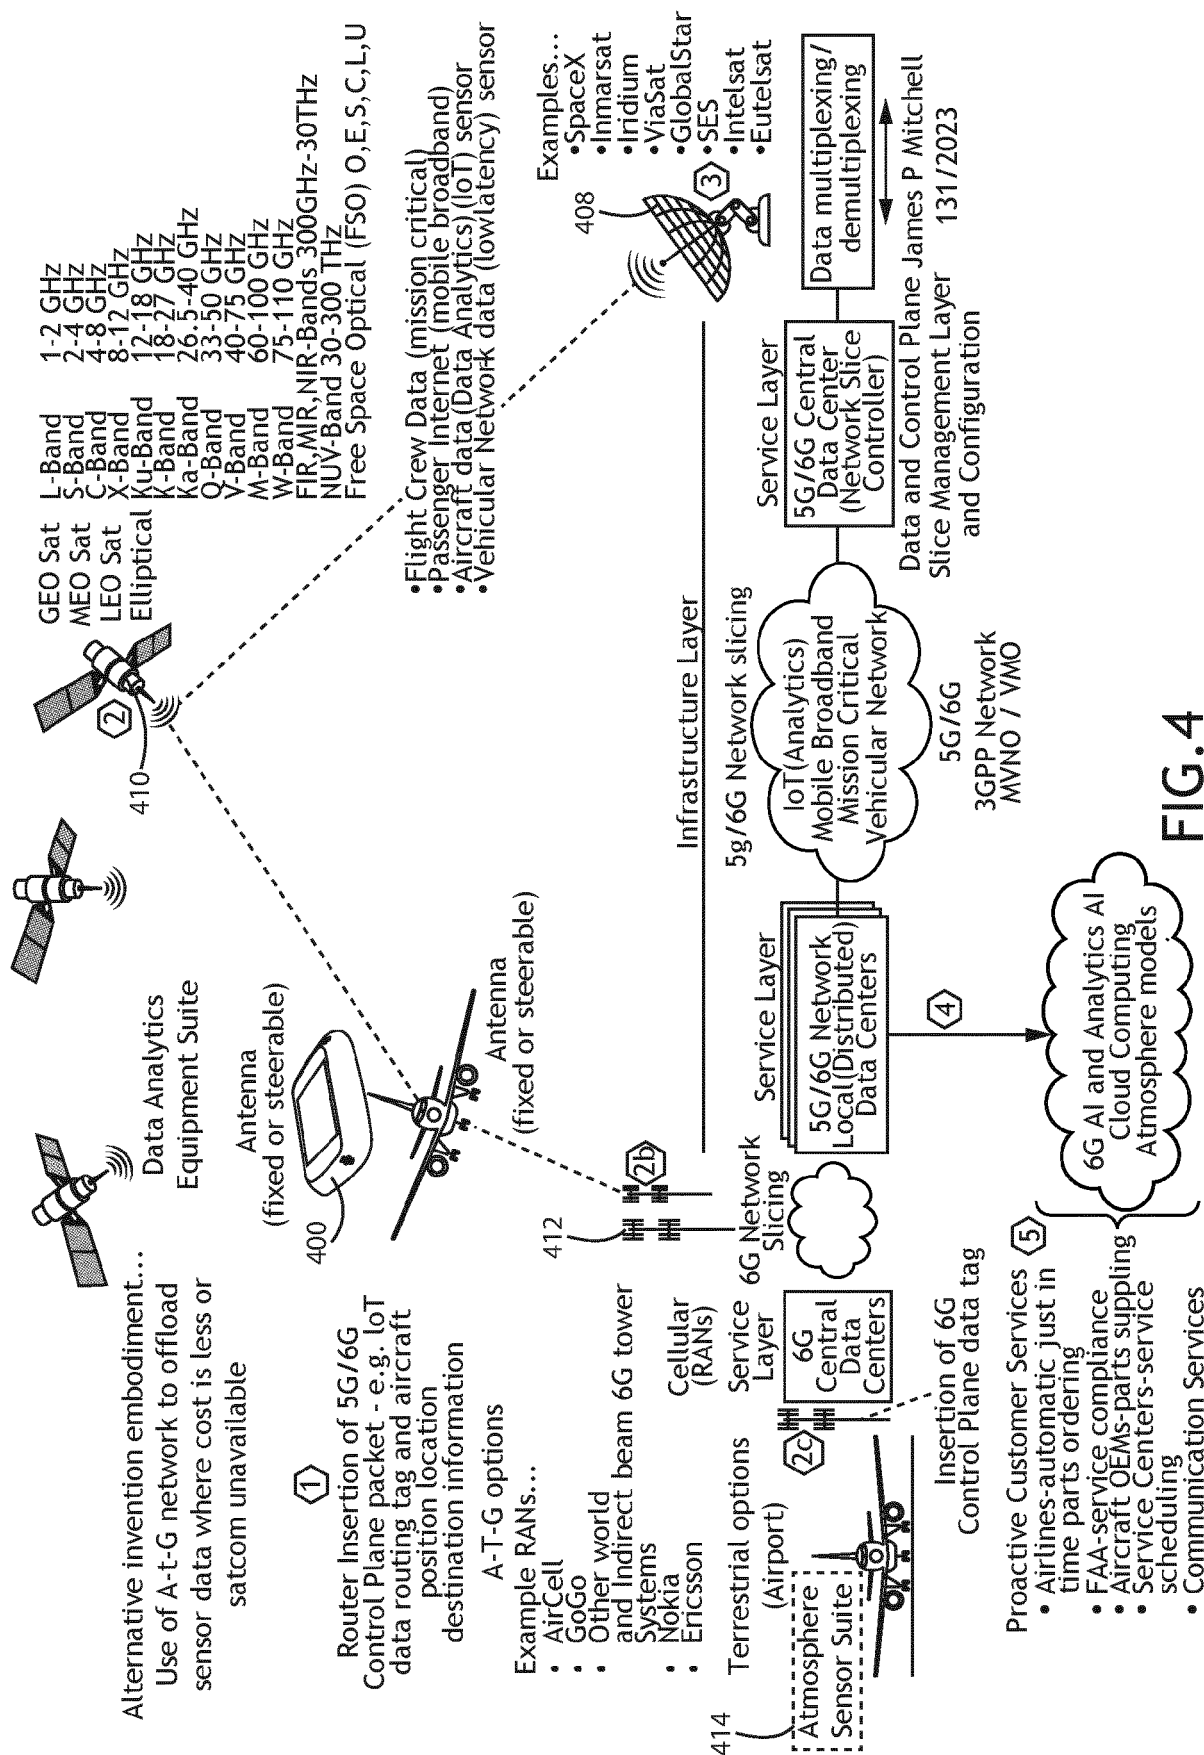 Alternative invention embodiment...
Use of A-t-G network to offload
sensor data where cost is less or
satcom unavailable
Data Analytics
Equipment Suite
2
410
GEO Sat
MEO Sat
LEO Sat
Elliptical
L-Band 1-2 GHz
S-Band 2-4 GHz
C-Band 4-8 GHz
X-Band 8-12 GHz
Ku-Band 12-18 GHz
K-Band 18-27 GHz
Ka-Band 26.5-40 GHz
Q-Band 33-50 GHz
V-Band 40-75 GHz
M-Band 60-100 GHz
W-Band 75-110 GHz
FIR,MIR,NIR-Bands 300GHz-30THz
NUV-Band 30-300 THz
Free Space Optical (FSO) O,E,S,C,L,U
1
Router Insertion of 5G/6G
Control Plane packet - e.g. IoT
data routing tag and aircraft
position location
destination information
Antenna
(fixed or steerable)
400
Antenna
(fixed or steerable)
•Flight Crew Data (mission critical)
•Passenger Internet (mobile broadband)
•Aircraft data(Data Analytics) (IoT) sensor
•Vehicular Network data (lowlatency) sensor
A-T-G options
Example RANs...
• AirCell
• GoGo
• Other world
and Indirect beam 6G tower
Systems
• Nokia
• Ericsson
412
2b
Cellular
(RANs)
408
3
Examples...
•SpaceX
•Inmarsat
•Iridium
•ViaSat
•GlobalStar
•SES
•Intelsat
•Eutelsat
Infrastructure Layer
Terrestrial options
(Airport)
414
Atmosphere
Sensor Suite
2c
Service
Layer
6G
Central
Data
Centers
6G Network
Slicing
Service Layer
5G/6G Network
Local(Distributed)
Data Centers
5g/6G Network slicing
IoT(Analytics)
Mobile Broadband
Mission Critical
Vehicular Network
5G/6G
3GPP Network
MVNO / VMO
Service Layer
5G/6G Central
Data Center
(Network Slice
Controller)
Data multiplexing/
demultiplexing
Data and Control Plane James P Mitchell
Slice Management Layer 131/2023
and Configuration
Insertion of 6G
Control Plane data tag
4
Proactive Customer Services 5
• Airlines-automatic just in
time parts ordering
• FAA-service compliance
• Aircraft OEMs-parts suppling
• Service Centers-service
scheduling
• Communication Services
6G AI and Analytics AI
Cloud Computing
Atmosphere models
FIG.4